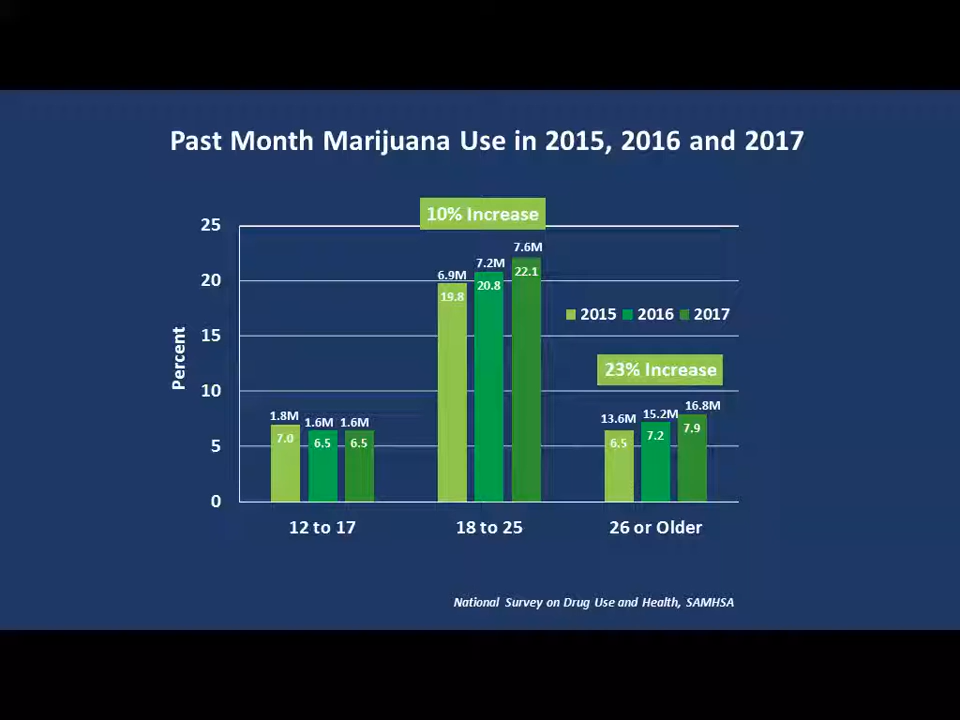 Past Month Marijuana Use in 2015, 2016 and 2017
10% Increase
25
20
15
10
5
0
Percent
1.8M 1.6M 1.6M
7.0 6.5 6.5
6.9M 7.2M 7.6M
19.8 20.8 22.1
2015 2016 2017
23% Increase
13.6M 15.2M 16.8M
6.5 7.2 7.9
12 to 17 18 to 25 26 or Older
National Survey on Drug Use and Health, SAMHSA